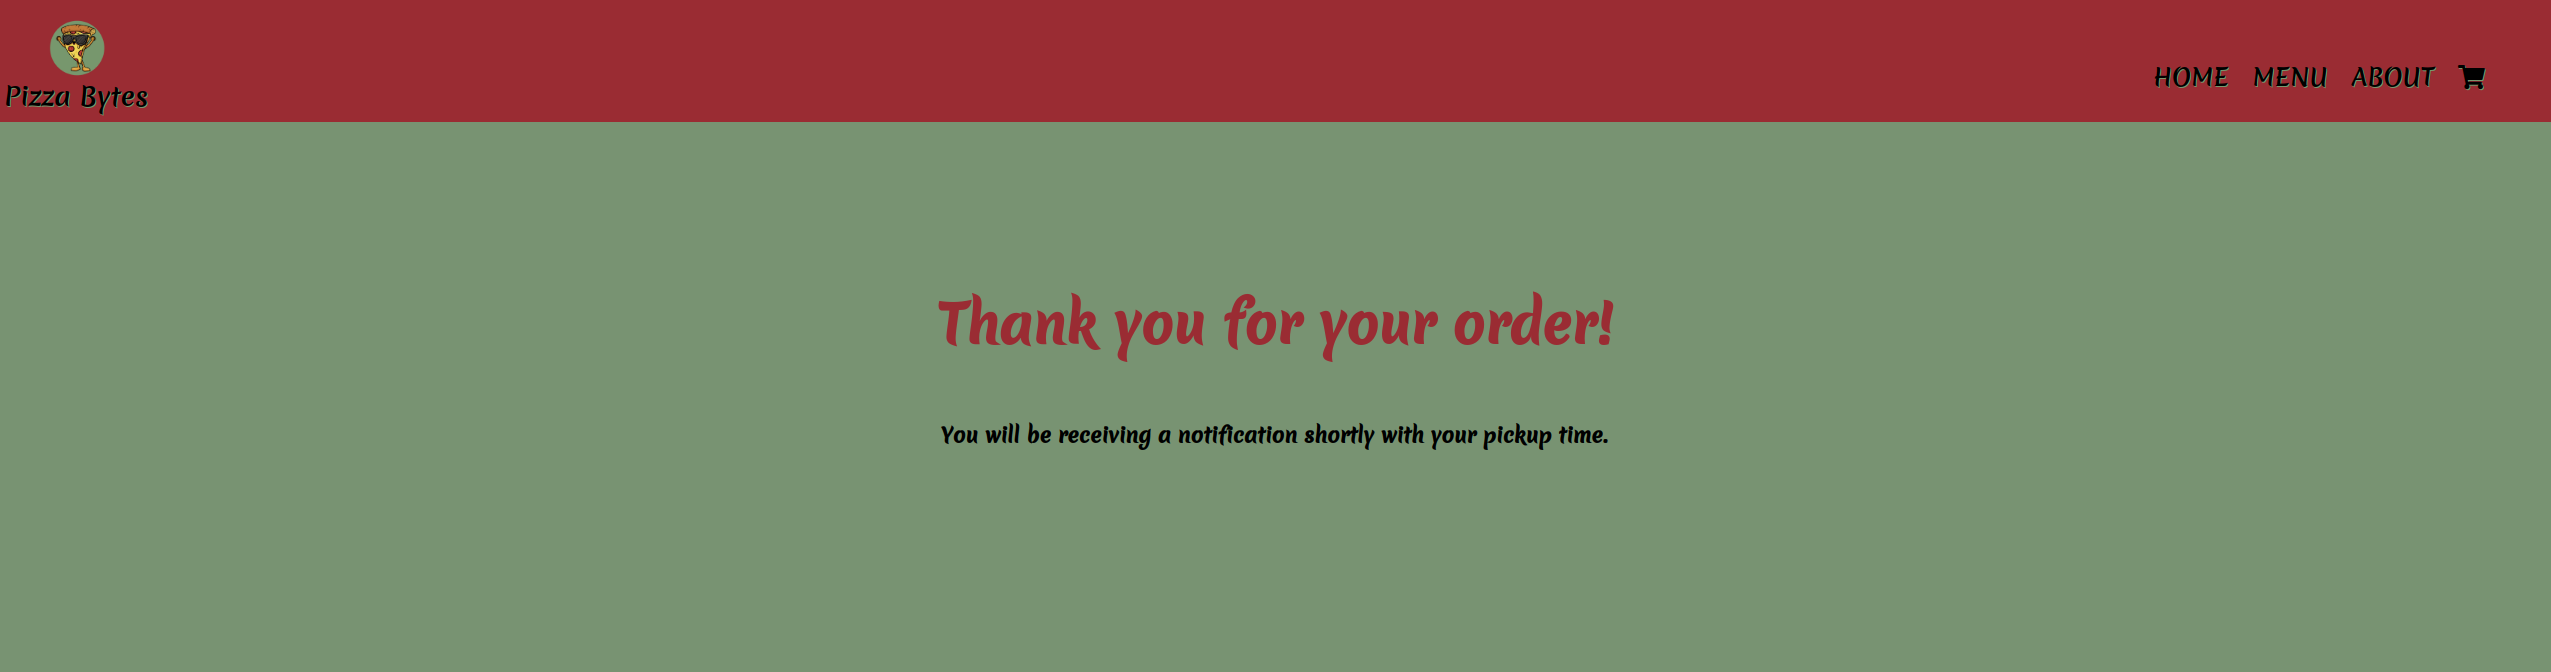 Pizza Bytes
HOME MENU ABOUT
Thank you for your order!
You will be receiving a notification shortly with your pickup time.